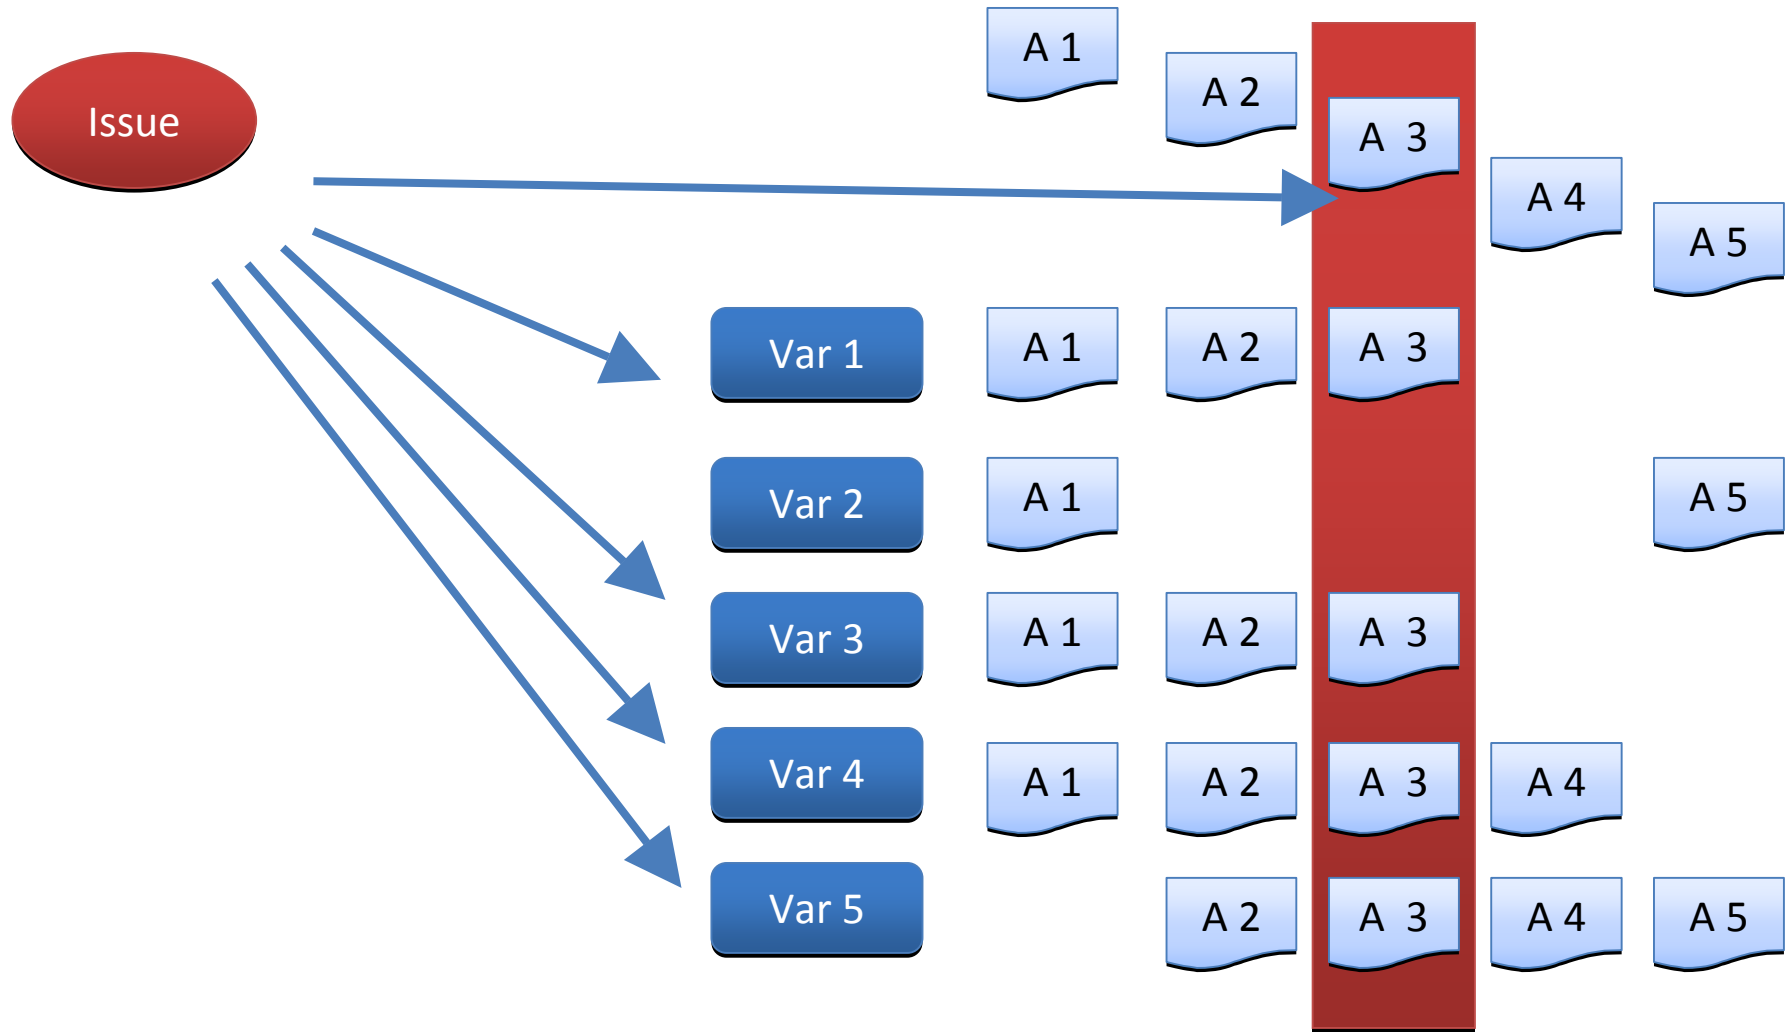 A 1
A 2
Issue
A 3
A 4
A 5
Var 1 A 1 A 2 A 3
Var 2 A 1 A 5
Var 3 A 1 A 2 A 3
Var 4 A 1 A 2 A 3 A 4
Var 5 A 2 A 3 A 4 A 5